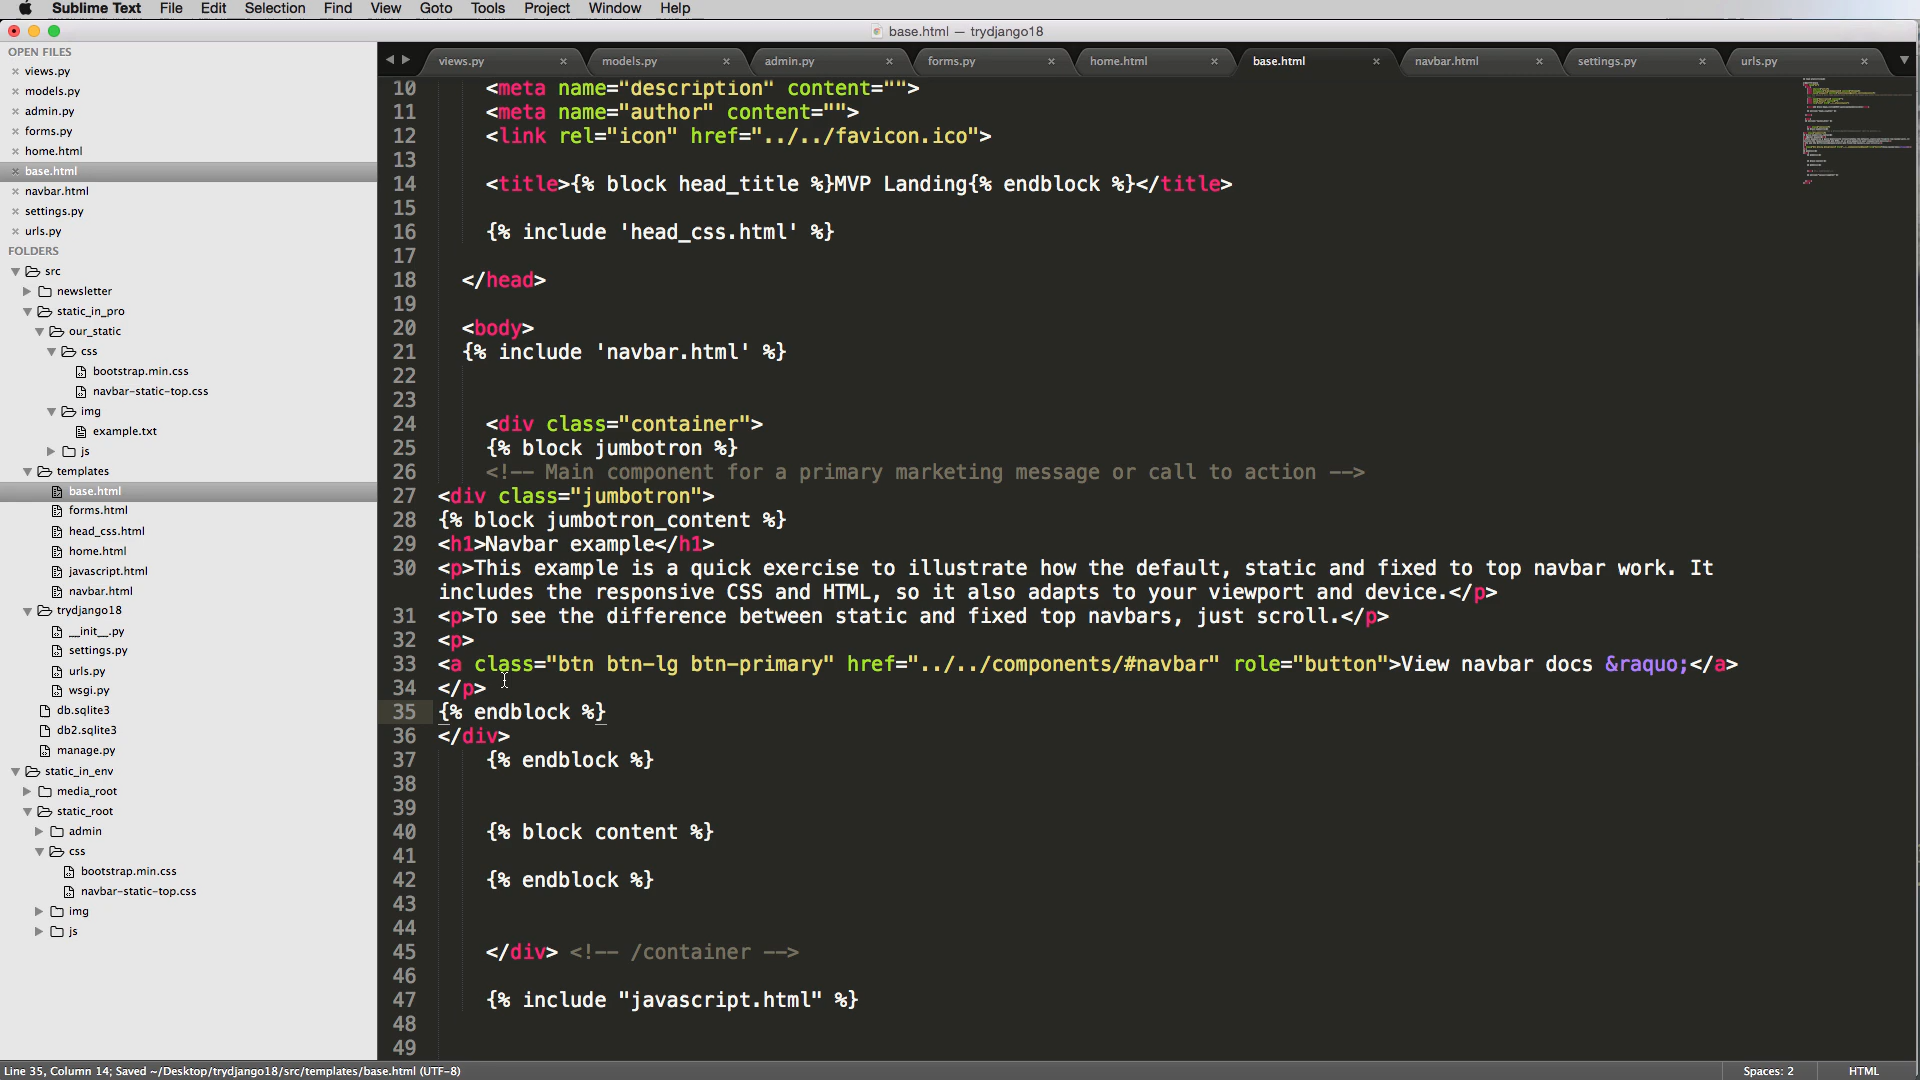 Sublime Text File Edit Selection Find View Goto Tools Project Window Help
base.html — trydjango18
OPEN FILES
views.py
models.py
admin.py
forms.py
home.html
base.html
navbar.html
settings.py
urls.py
FOLDERS
src
newsletter
static_in_pro
our_static
css
bootstrap.min.css
navbar-static-top.css
img
example.txt
js
templates
base.html
forms.html
head_css.html
home.html
javascript.html
navbar.html
trydjango18
__init__.py
settings.py
urls.py
wsgi.py
db.sqlite3
db2.sqlite3
manage.py
static_in_env
media_root
static_root
admin
css
bootstrap.min.css
navbar-static-top.css
img
js
views.py models.py admin.py forms.py home.html base.html navbar.html settings.py urls.py
10 <meta name="description" content="">
11 <meta name="author" content="">
12 <link rel="icon" href="../../favicon.ico">
13
14 <title>{% block head_title %}MVP Landing{% endblock %}</title>
15
16 {% include 'head_css.html' %}
17
18 </head>
19
20 <body>
21 {% include 'navbar.html' %}
22
23
24 <div class="container">
25 {% block jumbotron %}
26 <!-- Main component for a primary marketing message or call to action -->
27 <div class="jumbotron">
28 {% block jumbotron_content %}
29 <h1>Navbar example</h1>
30 <p>This example is a quick exercise to illustrate how the default, static and fixed to top navbar work. It
includes the responsive CSS and HTML, so it also adapts to your viewport and device.</p>
31 <p>To see the difference between static and fixed top navbars, just scroll.</p>
32 <p>
33 <a class="btn btn-lg btn-primary" href="../../components/#navbar" role="button">View navbar docs &raquo;</a>
34 </p>
35 {% endblock %}
36 </div>
37 {% endblock %}
38
39
40 {% block content %}
41
42 {% endblock %}
43
44
45 </div> <!-- /container -->
46
47 {% include "javascript.html" %}
48
49
Line 35, Column 14; Saved ~/Desktop/trydjango18/src/templates/base.html (UTF-8) Spaces: 2 HTML